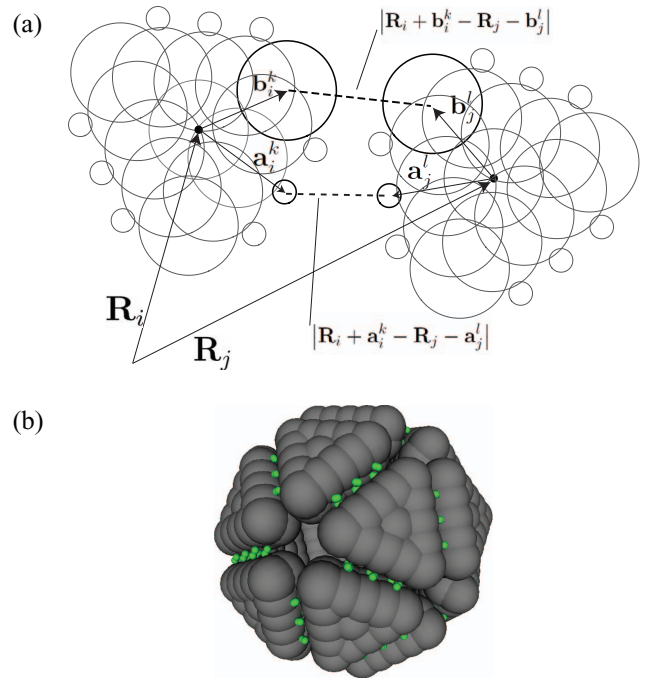 (a)
|R_i + b_i^k − R_j − b_j^l|
b_i^k
b_j^l
a_i^k
a_j^l
R_i
R_j
|R_i + a_i^k − R_j − a_j^l|
(b)